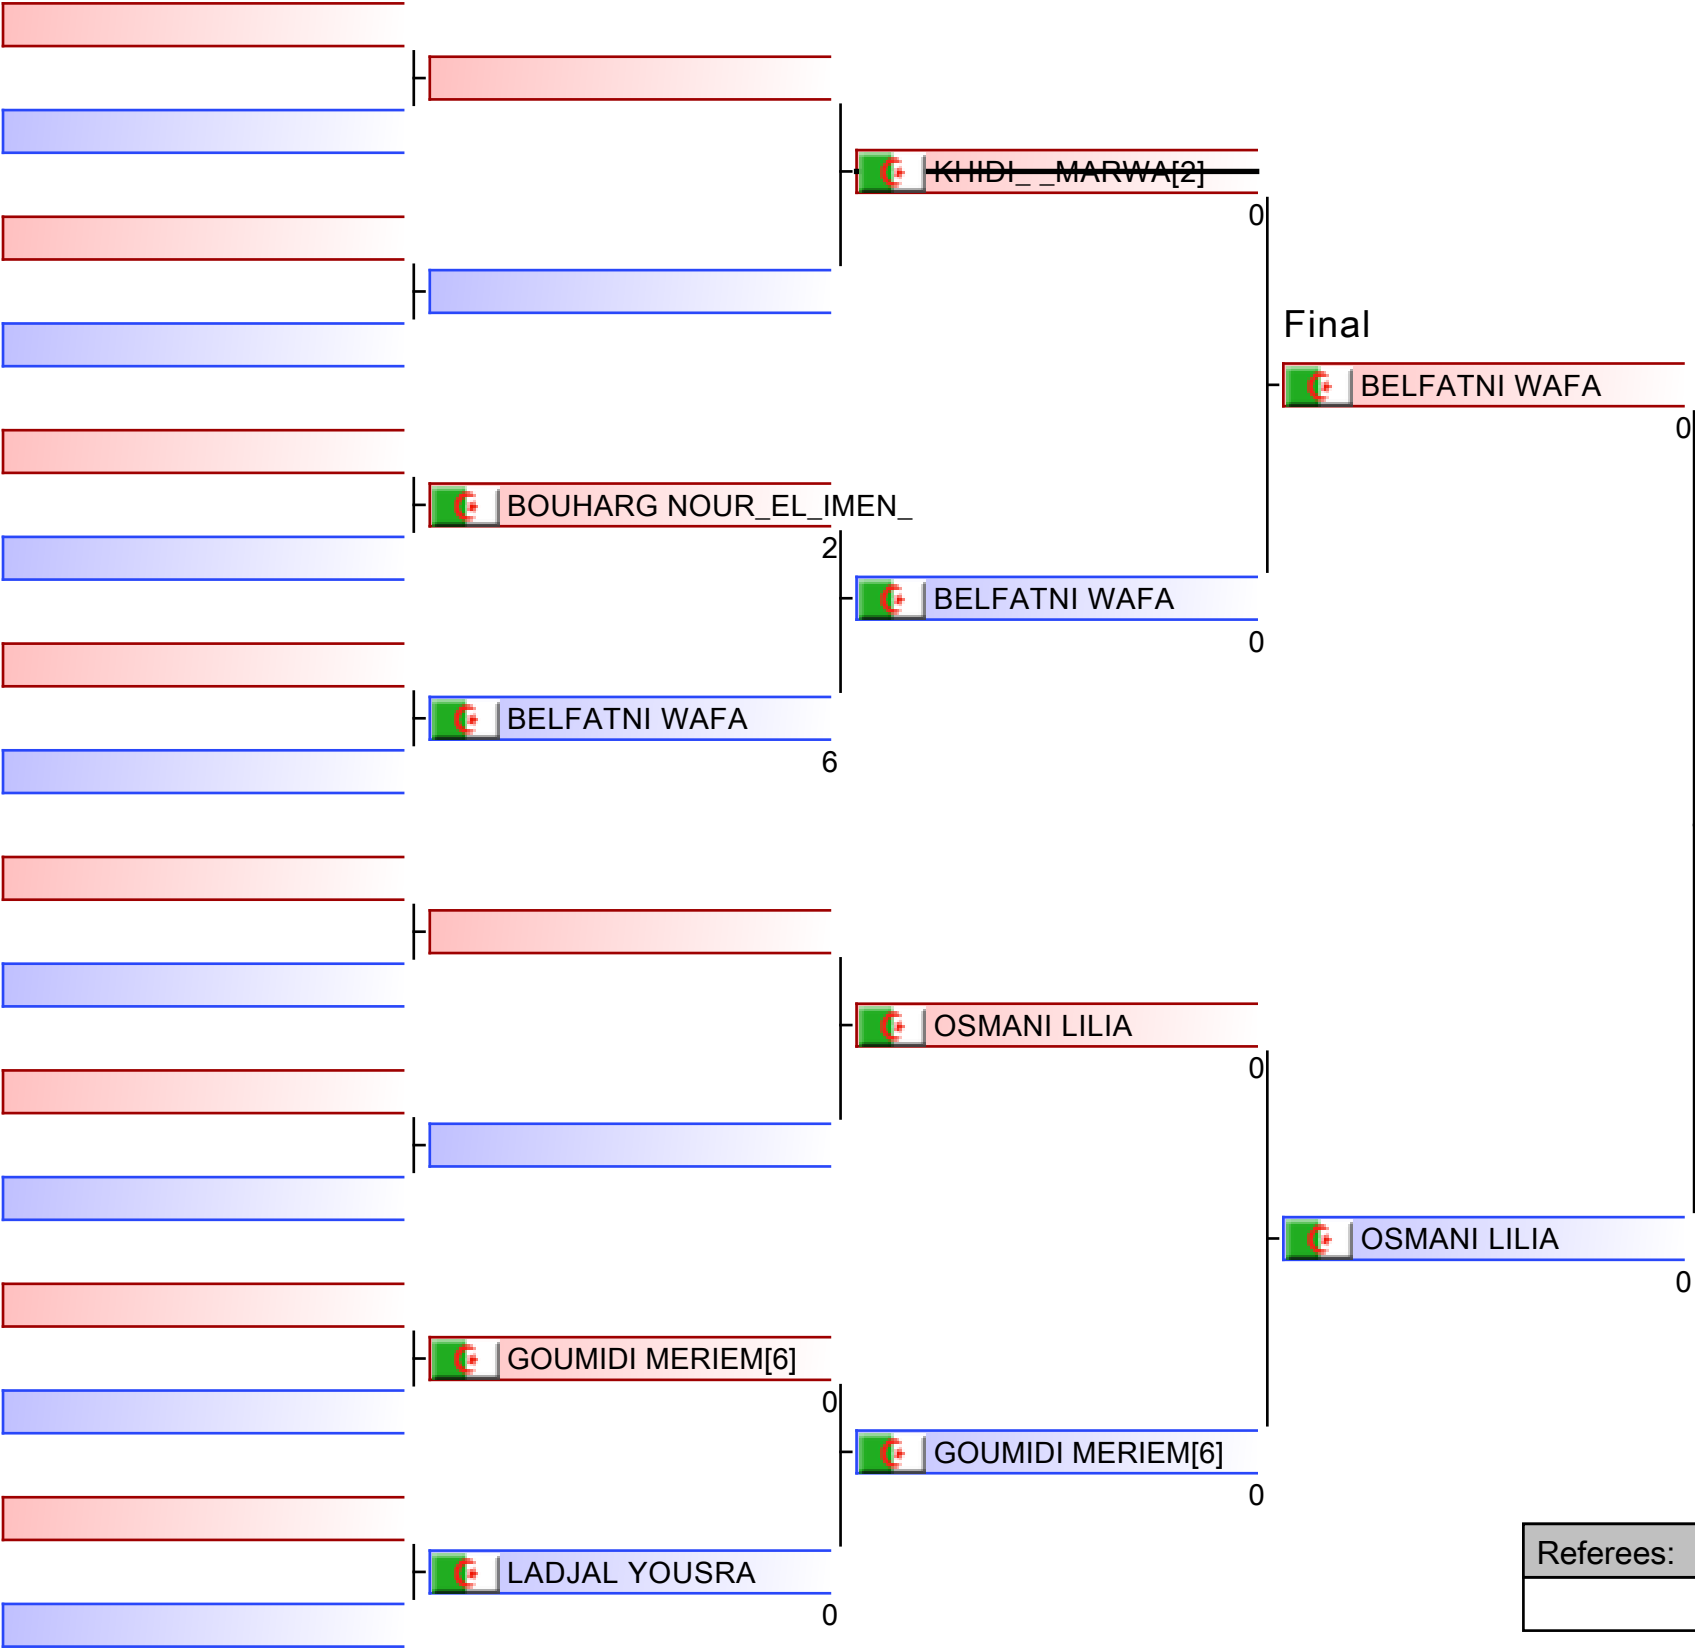 KHIDI_ _MARWA[2]
0
Final
BELFATNI WAFA
0
BOUHARG NOUR_EL_IMEN_
2
BELFATNI WAFA
0
BELFATNI WAFA
6
OSMANI LILIA
0
OSMANI LILIA
0
GOUMIDI MERIEM[6]
0
GOUMIDI MERIEM[6]
0
Referees:
LADJAL YOUSRA
0